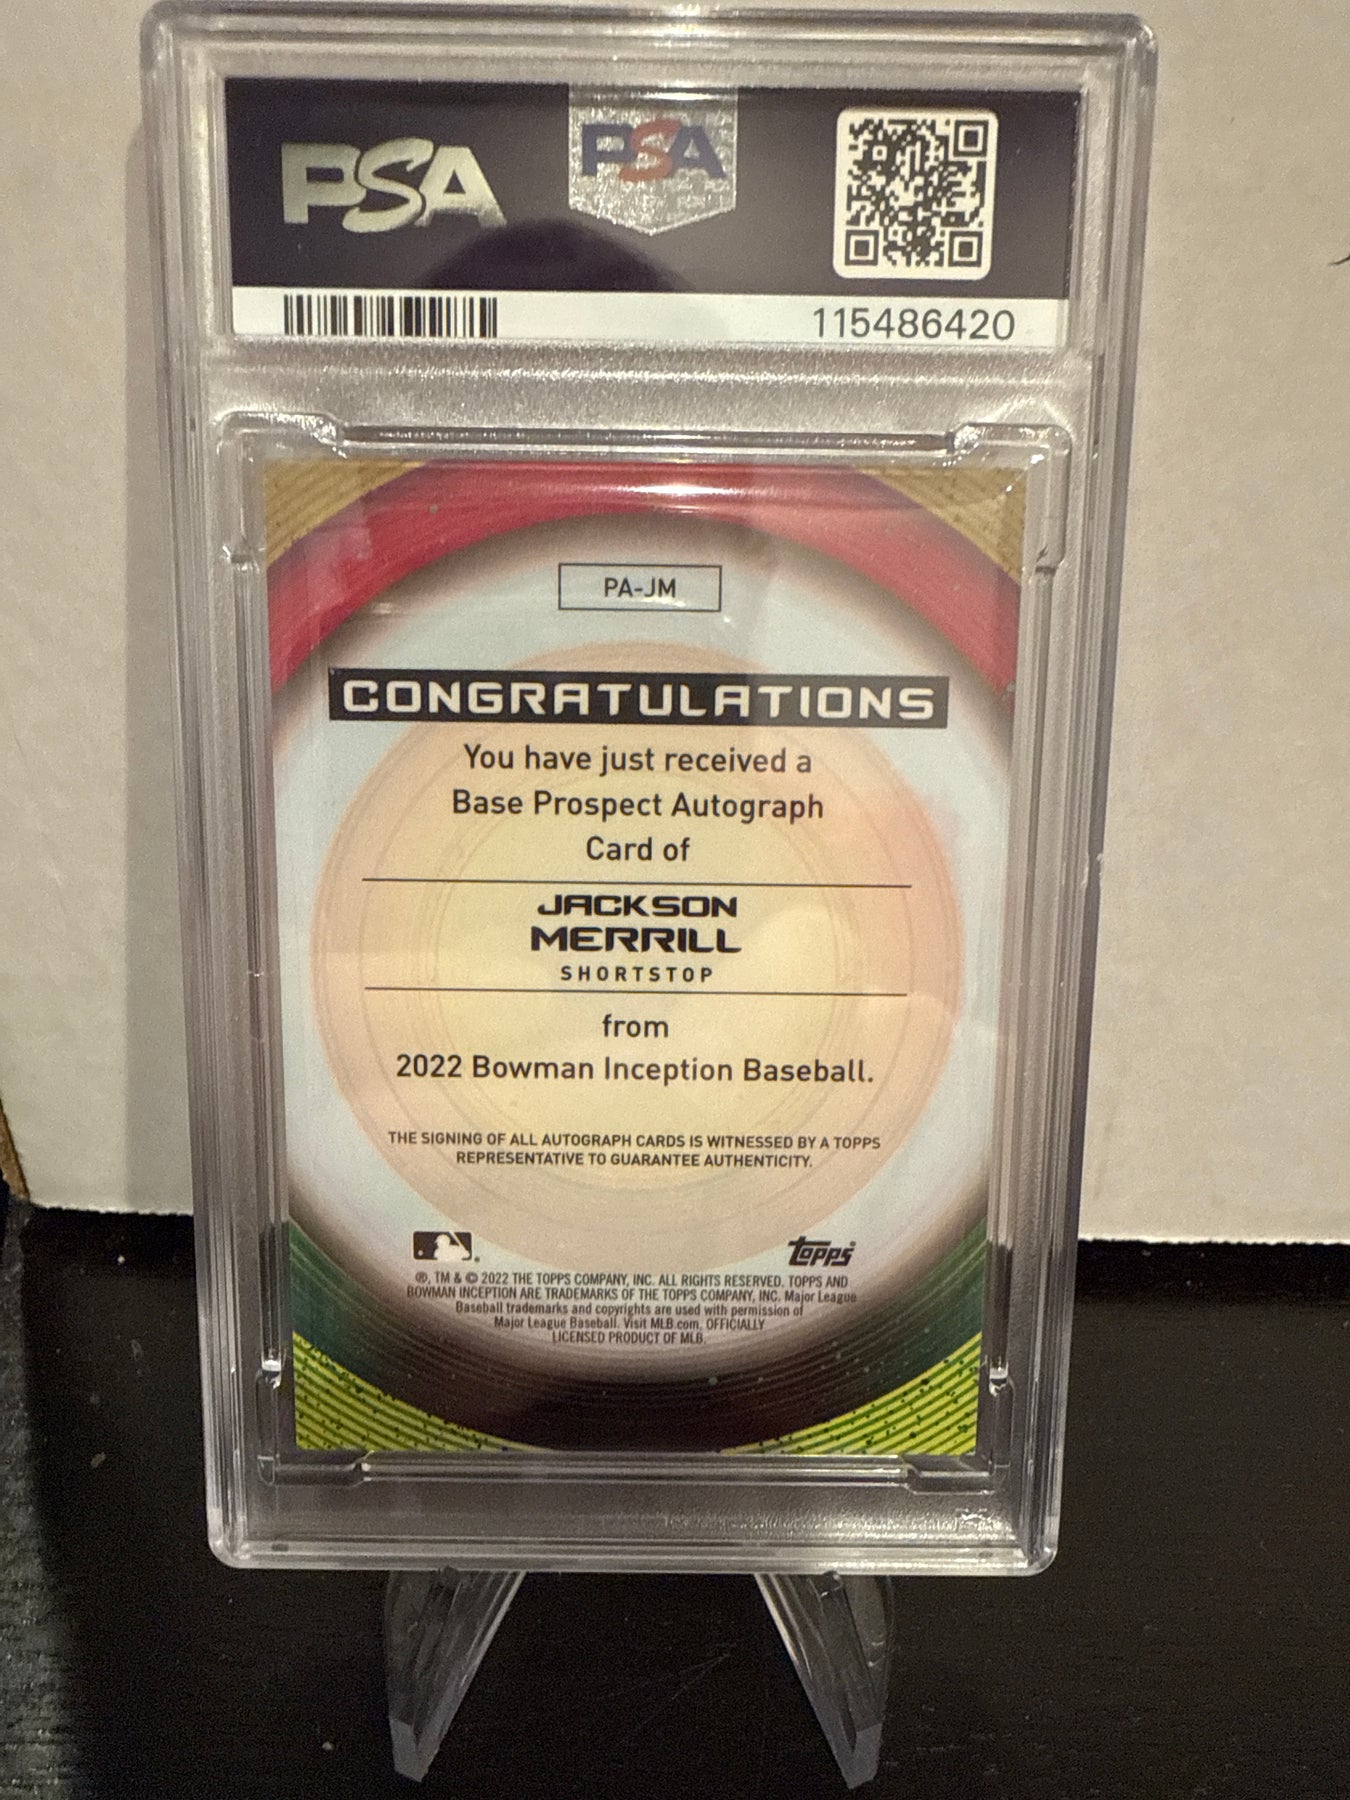 PSA
PSA
115486420
PA-JM
CONGRATULATIONS
You have just received a
Base Prospect Autograph
Card of
JACKSON
MERRILL
SHORTSTOP
from
2022 Bowman Inception Baseball.
THE SIGNING OF ALL AUTOGRAPH CARDS IS WITNESSED BY A TOPPS
REPRESENTATIVE TO GUARANTEE AUTHENTICITY.
Topps®
®, TM & © 2022 THE TOPPS COMPANY, INC. ALL RIGHTS RESERVED. TOPPS AND
BOWMAN INCEPTION ARE TRADEMARKS OF THE TOPPS COMPANY, INC. Major League
Baseball trademarks and copyrights are used with permission of
Major League Baseball. Visit MLB.com. OFFICIALLY
LICENSED PRODUCT OF MLB.